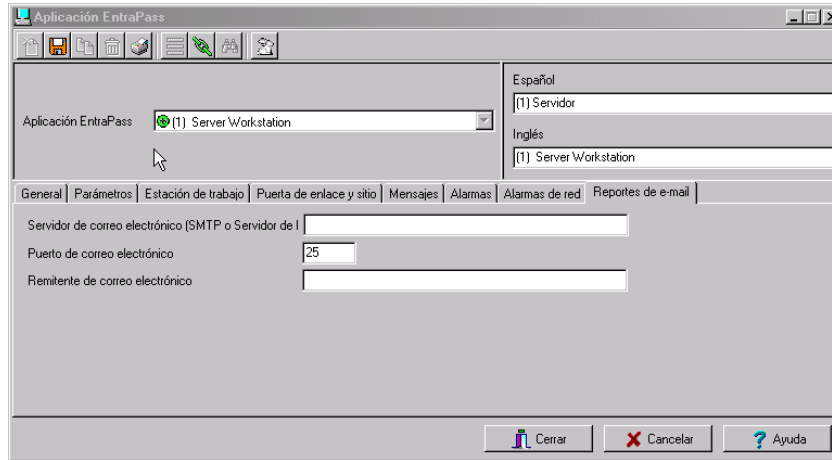 Aplicación EntraPass
Español
(1) Servidor
Aplicación EntraPass
(1) Server Workstation
Inglés
(1) Server Workstation
General
Parámetros
Estación de trabajo
Puerta de enlace y sitio
Mensajes
Alarmas
Alarmas de red
Reportes de e-mail
Servidor de correo electrónico (SMTP o Servidor de
Puerto de correo electrónico
25
Remitente de correo electrónico
Cerrar
Cancelar
Ayuda